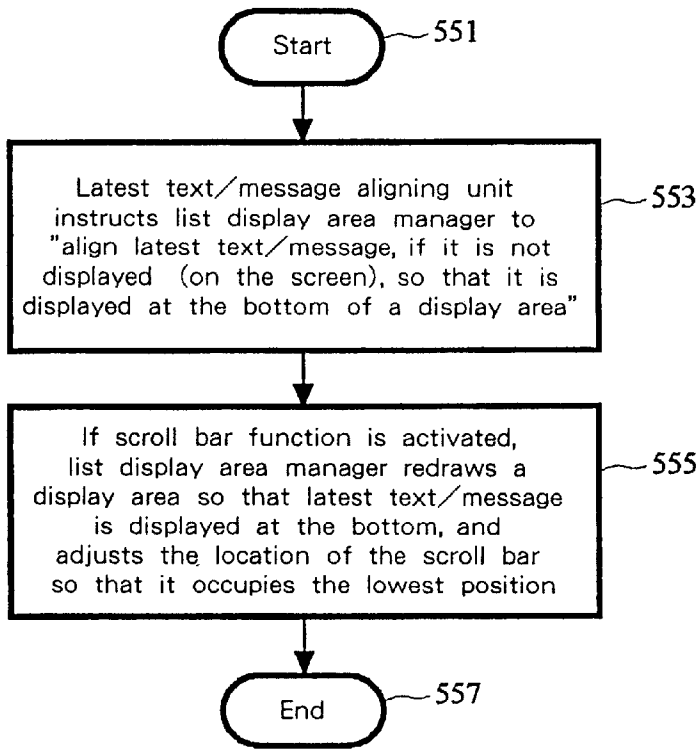 Start
551
Latest text/message aligning unit
instructs list display area manager to
"align latest text/message, if it is not
displayed (on the screen), so that it is
displayed at the bottom of a display area"
553
If scroll bar function is activated,
list display area manager redraws a
display area so that latest text/message
is displayed at the bottom, and
adjusts the location of the scroll bar
so that it occupies the lowest position
555
End
557